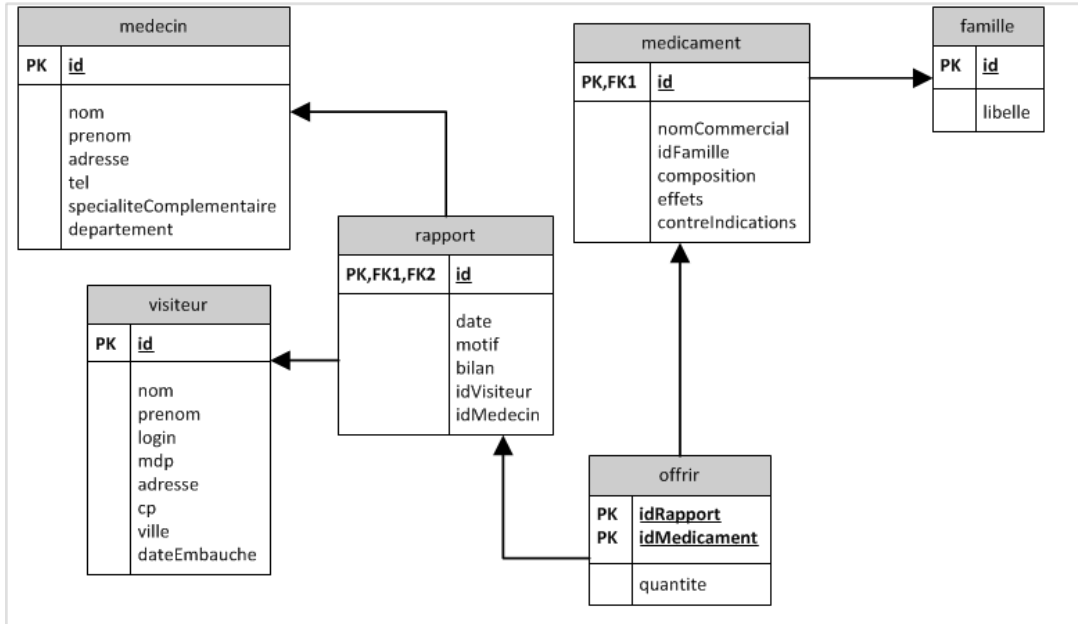 medecin
PK id
nom
prenom
adresse
tel
specialiteComplementaire
departement
medicament
PK,FK1 id
nomCommercial
idFamille
composition
effets
contreIndications
famille
PK id
libelle
rapport
PK,FK1,FK2 id
date
motif
bilan
idVisiteur
idMedecin
visiteur
PK id
nom
prenom
login
mdp
adresse
cp
ville
dateEmbauche
offrir
PK idRapport
PK idMedicament
quantite